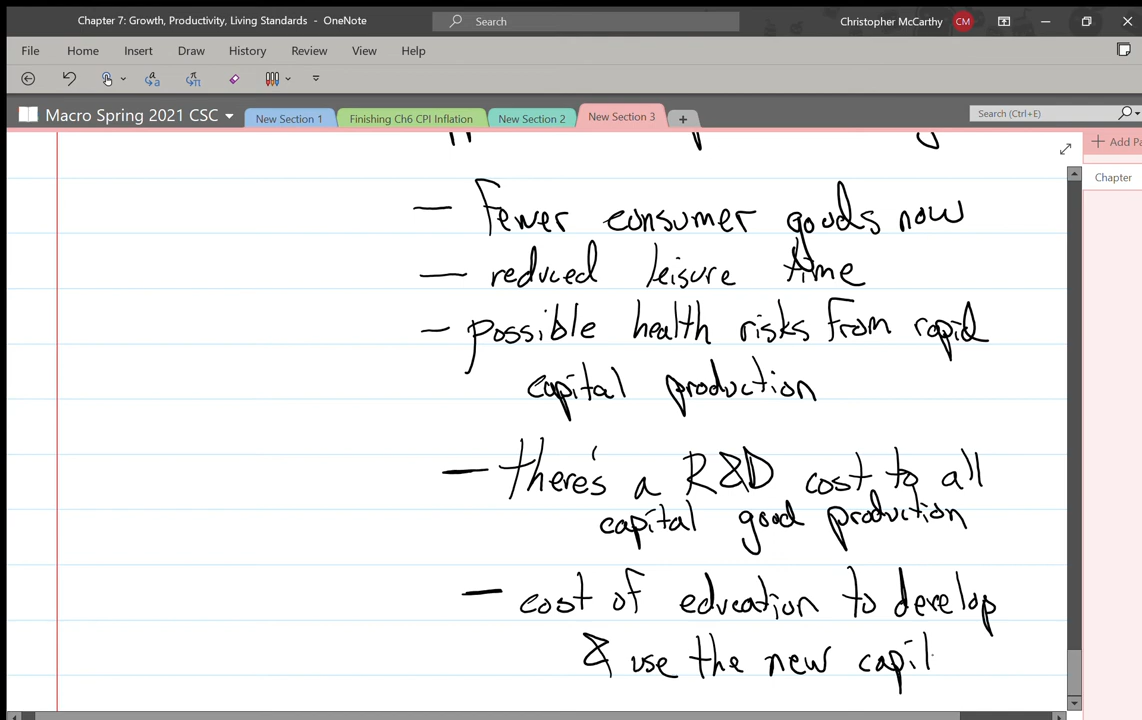 Chapter 7: Growth, Productivity, Living Standards - OneNote
Search
Christopher McCarthy
CM
File Home Insert Draw History Review View Help
Macro Spring 2021 CSC
New Section 1
Finishing Ch6 CPI Inflation
New Section 2
New Section 3
Search (Ctrl+E)
Add Pa
Chapter
— Fewer consumer goods now
— reduced leisure time
- possible health risks from rapid
capital production
- there's a R&D cost to all
capital good production
- cost of education to develop
& use the new capit